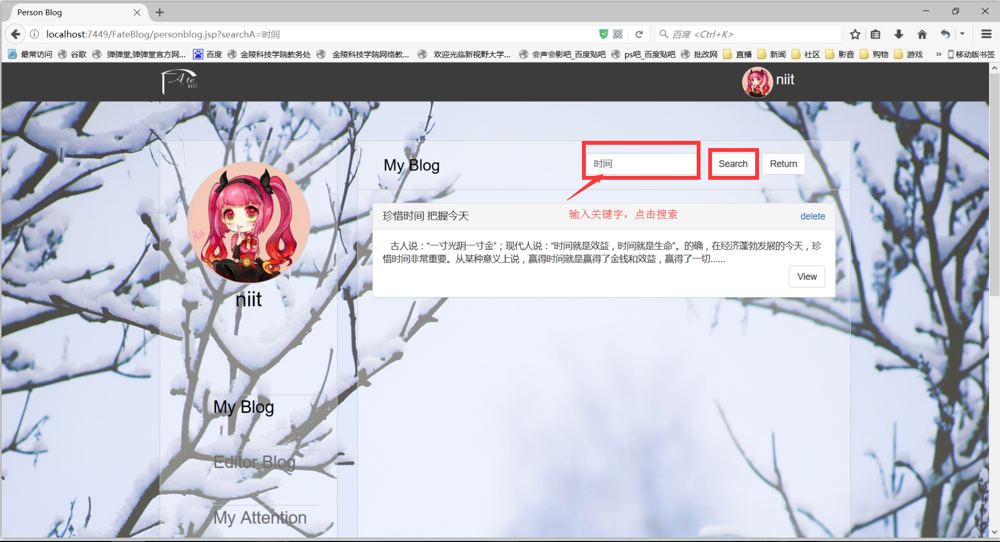 Person Blog
localhost:7449/FateBlog/personblog.jsp?searchA=时间
百度 <Ctrl+K>
最常访问 谷歌 弹弹堂,弹弹堂官方网... 百度 金陵科技学院教务处 金陵科技学院网络教... 欢迎光临新视野大学... 会声会影吧_百度贴吧 ps吧_百度贴吧 批改网 直播 新闻 社区 影音 购物 游戏 » 移动版书签
Ate
niit
My Blog
时间
Search
Return
输入关键字，点击搜索
珍惜时间 把握今天
delete
古人说：“一寸光阴一寸金”；现代人说：“时间就是效益，时间就是生命”。的确，在经济蓬勃发展的今天，珍
惜时间非常重要。从某种意义上说，赢得时间就是赢得了金钱和效益，赢得了一切......
View
Ros
niit
My Blog
Editor Blog
My Attention